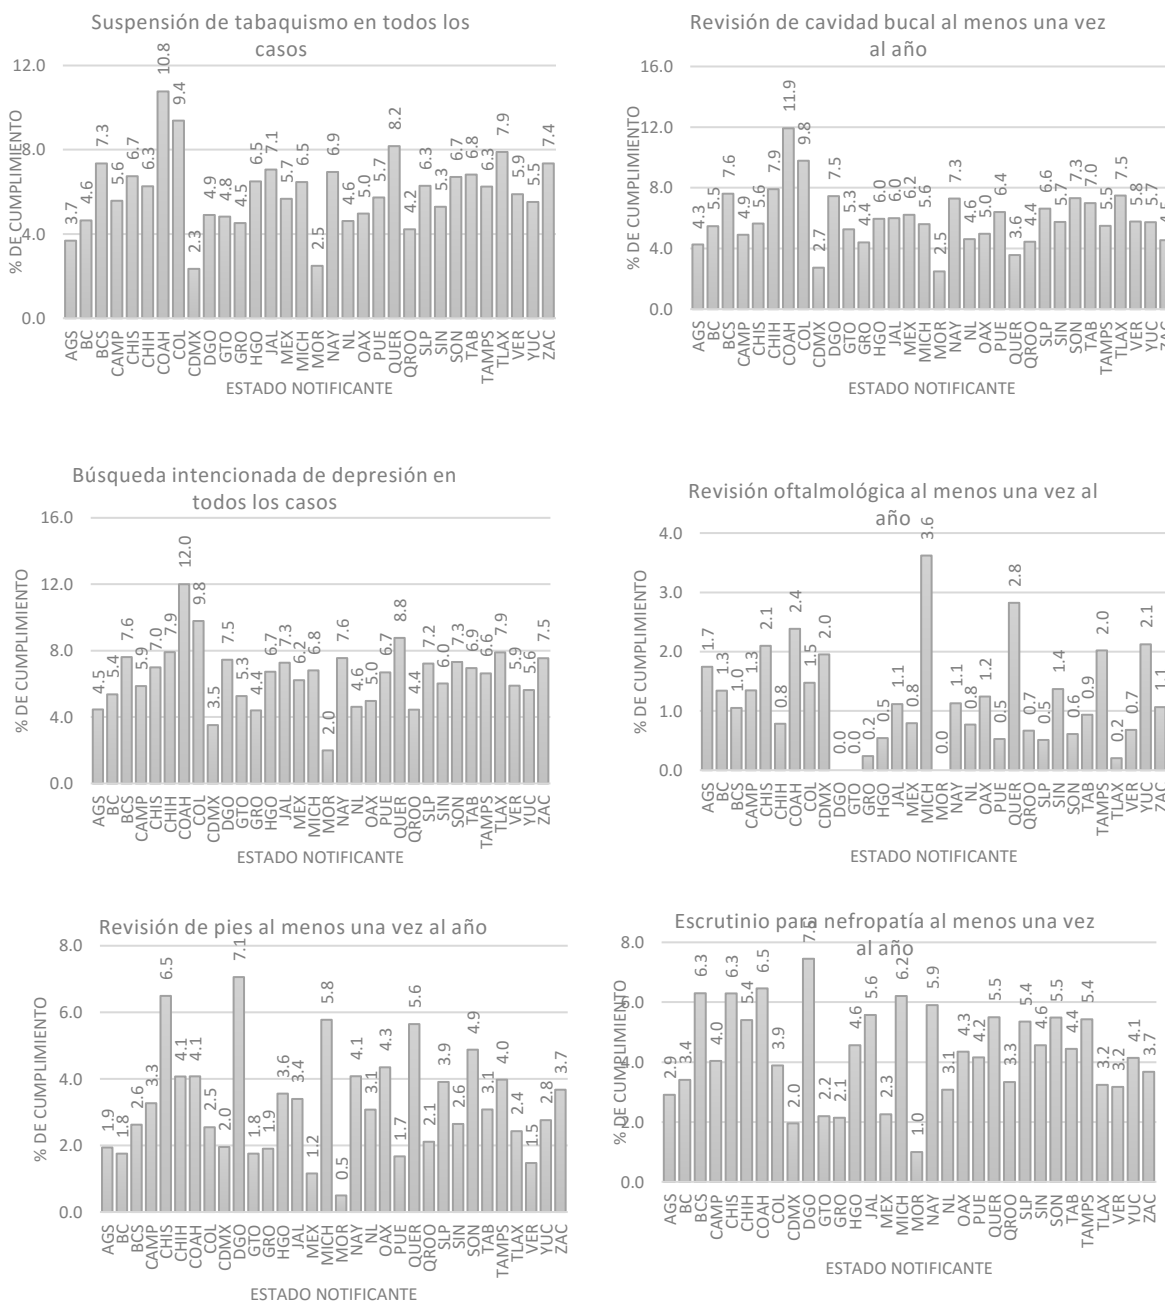 Suspensión de tabaquismo en todos los
casos
% DE CUMPLIMIENTO
12.0
8.0
4.0
0.0
3.7 4.6 7.3 5.6 6.7 6.3 10.8 9.4 2.3 4.9 4.8 4.5 6.5 7.1 5.7 6.5 2.5 6.9 4.6 5.0 5.7 8.2 4.2 6.3 5.3 6.7 6.8 6.3 7.9 5.9 5.5 7.4
AGS BC BCS CAMP CHIS CHIH COAH COL CDMX DGO GTO GRO HGO JAL MEX MICH MOR NAY NL OAX PUE QUER QROO SLP SIN SON TAB TAMPS TLAX VER YUC ZAC
ESTADO NOTIFICANTE
Revisión de cavidad bucal al menos una vez
al año
% DE CUMPLIMIENTO
16.0
12.0
8.0
4.0
0.0
4.3 5.5 7.6 4.9 5.6 7.9 11.9 9.8 2.7 7.5 5.3 4.4 6.0 6.0 6.2 5.6 2.5 7.3 4.6 5.0 6.4 3.6 4.4 6.6 5.7 7.3 7.0 5.5 7.5 5.8 5.7 4.5
AGS BC BCS CAMP CHIS CHIH COAH COL CDMX DGO GTO GRO HGO JAL MEX MICH MOR NAY NL OAX PUE QUER QROO SLP SIN SON TAB TAMPS TLAX VER YUC ZAC
ESTADO NOTIFICANTE
Búsqueda intencionada de depresión en
todos los casos
% DE CUMPLIMIENTO
16.0
12.0
8.0
4.0
0.0
4.5 5.4 7.6 5.9 7.0 7.9 12.0 9.8 3.5 7.5 5.3 4.4 6.7 7.3 6.2 6.8 2.0 7.6 4.6 5.0 6.7 8.8 4.4 7.2 6.0 7.3 6.9 6.6 7.9 5.9 5.6 7.5
AGS BC BCS CAMP CHIS CHIH COAH COL CDMX DGO GTO GRO HGO JAL MEX MICH MOR NAY NL OAX PUE QUER QROO SLP SIN SON TAB TAMPS TLAX VER YUC ZAC
ESTADO NOTIFICANTE
Revisión oftalmológica al menos una vez al
año
% DE CUMPLIMIENTO
4.0
3.0
2.0
1.0
0.0
1.7 1.3 1.0 1.3 2.1 0.8 2.4 1.5 2.0 0.0 0.0 0.2 0.5 1.1 0.8 3.6 0.0 1.1 0.8 1.2 0.5 2.8 0.7 0.5 1.4 0.6 0.9 2.0 0.2 0.7 2.1 1.1
AGS BC BCS CAMP CHIS CHIH COAH COL CDMX DGO GTO GRO HGO JAL MEX MICH MOR NAY NL OAX PUE QUER QROO SLP SIN SON TAB TAMPS TLAX VER YUC ZAC
ESTADO NOTIFICANTE
Revisión de pies al menos una vez al año
% DE CUMPLIMIENTO
8.0
6.0
4.0
2.0
0.0
1.9 1.8 2.6 3.3 6.5 4.1 4.1 2.5 2.0 7.1 1.8 1.9 3.6 3.4 1.2 5.8 0.5 4.1 3.1 4.3 1.7 5.6 2.1 3.9 2.6 4.9 3.1 4.0 2.4 1.5 2.8 3.7
AGS BC BCS CAMP CHIS CHIH COAH COL CDMX DGO GTO GRO HGO JAL MEX MICH MOR NAY NL OAX PUE QUER QROO SLP SIN SON TAB TAMPS TLAX VER YUC ZAC
ESTADO NOTIFICANTE
Escrutinio para nefropatía al menos una vez
al año
% DE CUMPLIMIENTO
8.0
6.0
4.0
2.0
0.0
2.9 3.4 6.3 4.0 6.3 5.4 6.5 3.9 2.0 2.2 2.1 4.6 5.6 2.3 6.2 1.0 5.9 3.1 4.3 4.2 5.5 3.3 5.4 4.6 5.5 4.4 5.4 3.2 3.2 4.1 3.7
AGS BC BCS CAMP CHIS CHIH COAH COL CDMX DGO GTO GRO HGO JAL MEX MICH MOR NAY NL OAX PUE QUER QROO SLP SIN SON TAB TAMPS TLAX VER YUC ZAC
ESTADO NOTIFICANTE